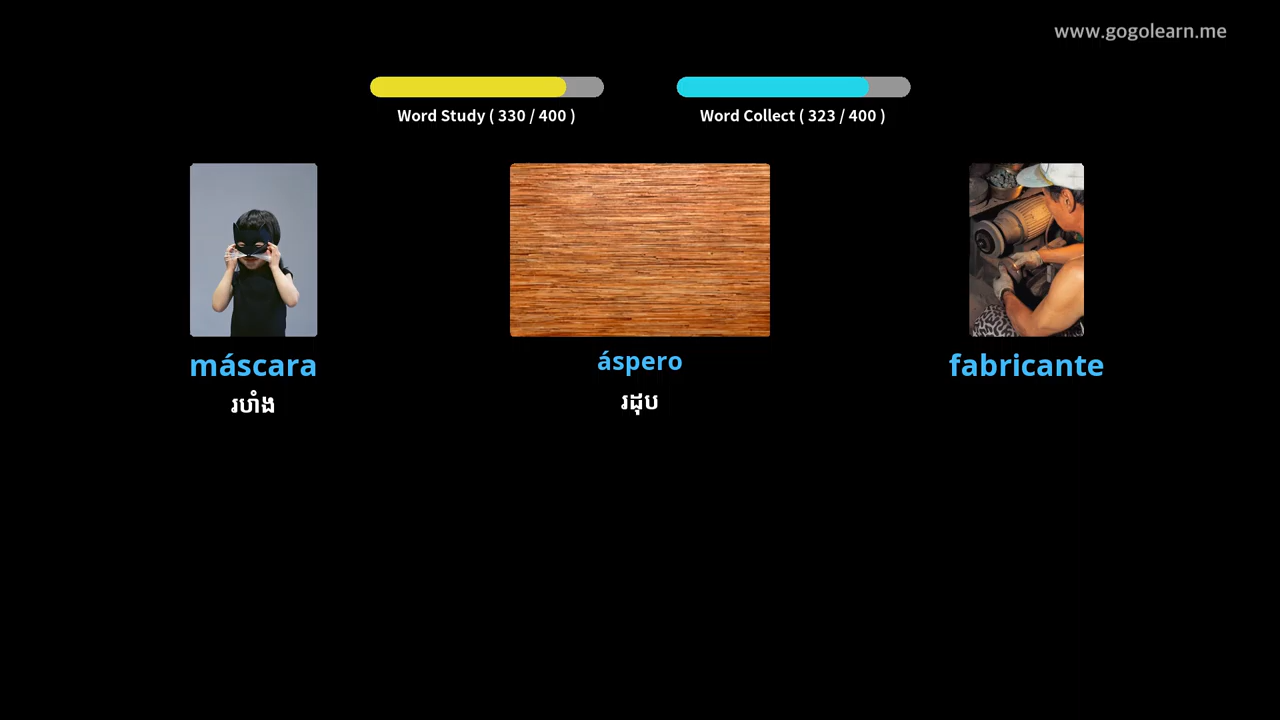 www.gogolearn.me
Word Study ( 330 / 400 )
Word Collect ( 323 / 400 )
máscara
របាំង
áspero
រដុប
fabricante